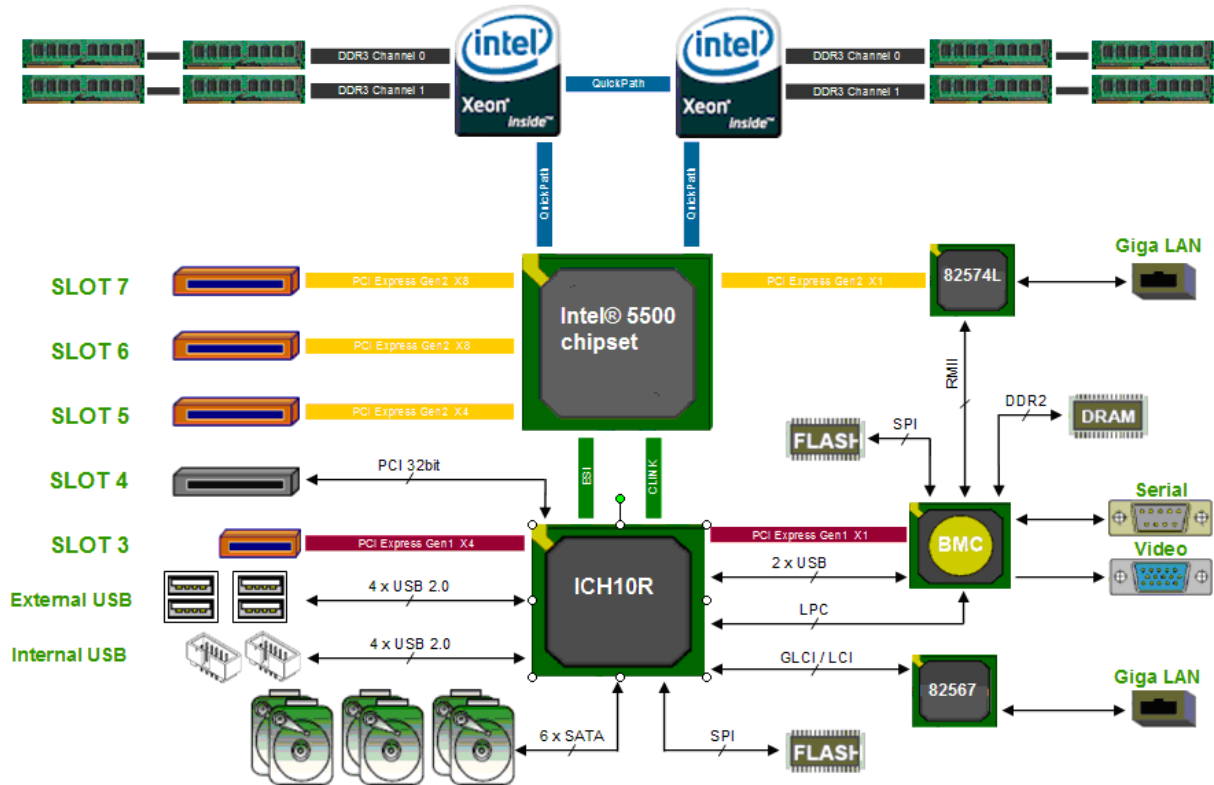 DDR3 Channel 0
DDR3 Channel 1
intel
Xeon®
inside™
QuickPath
intel
Xeon®
inside™
DDR3 Channel 0
DDR3 Channel 1
QuickPath
QuickPath
SLOT 7
PCI Express Gen2 X8
Intel® 5500
chipset
PCI Express Gen2 X1
82574L
Giga LAN
SLOT 6
PCI Express Gen2 X8
SLOT 5
PCI Express Gen2 X4
RMII
DDR2
DRAM
SPI
FLASH
SLOT 4
PCI 32bit
ESI
CLINK
SLOT 3
PCI Express Gen1 X4
ICH10R
PCI Express Gen1 X1
BMC
Serial
Video
External USB
4 x USB 2.0
2 x USB
LPC
Internal USB
4 x USB 2.0
GLCI / LCI
82567
Giga LAN
6 x SATA
SPI
FLASH